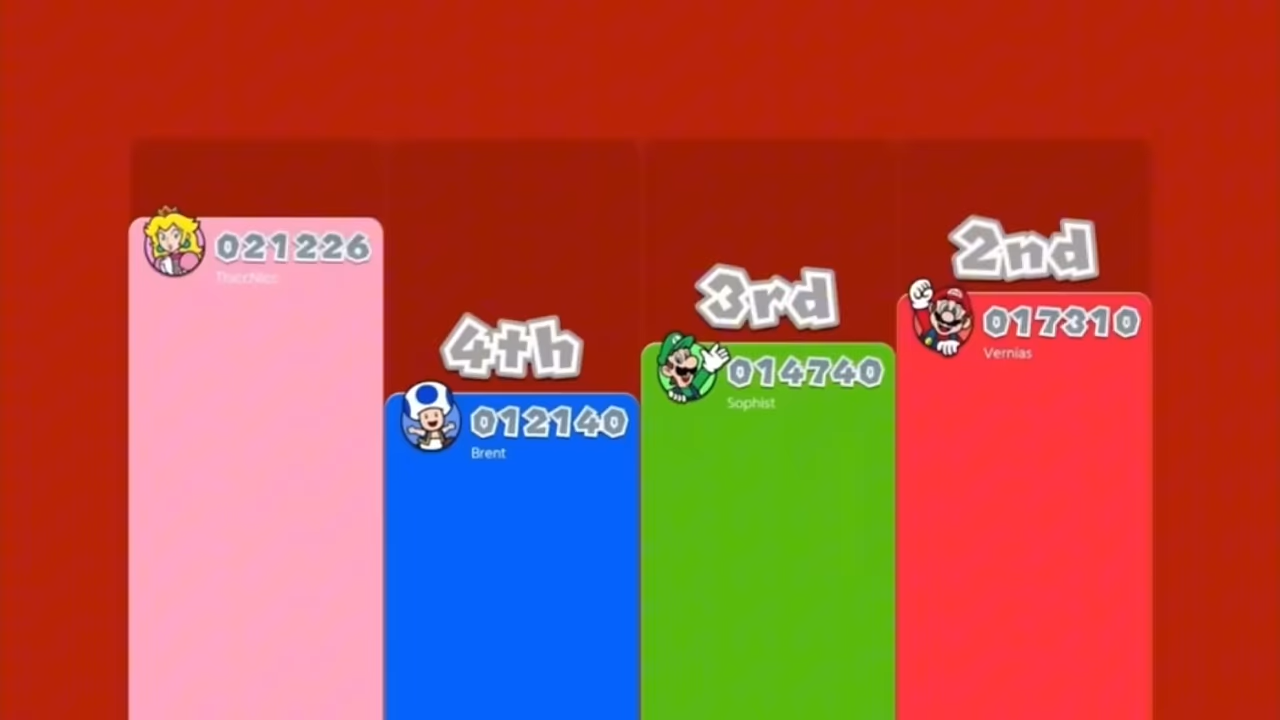 2nd
3rd
4th
021226
017310
Vernias
014740
Sophist
012140
Brent